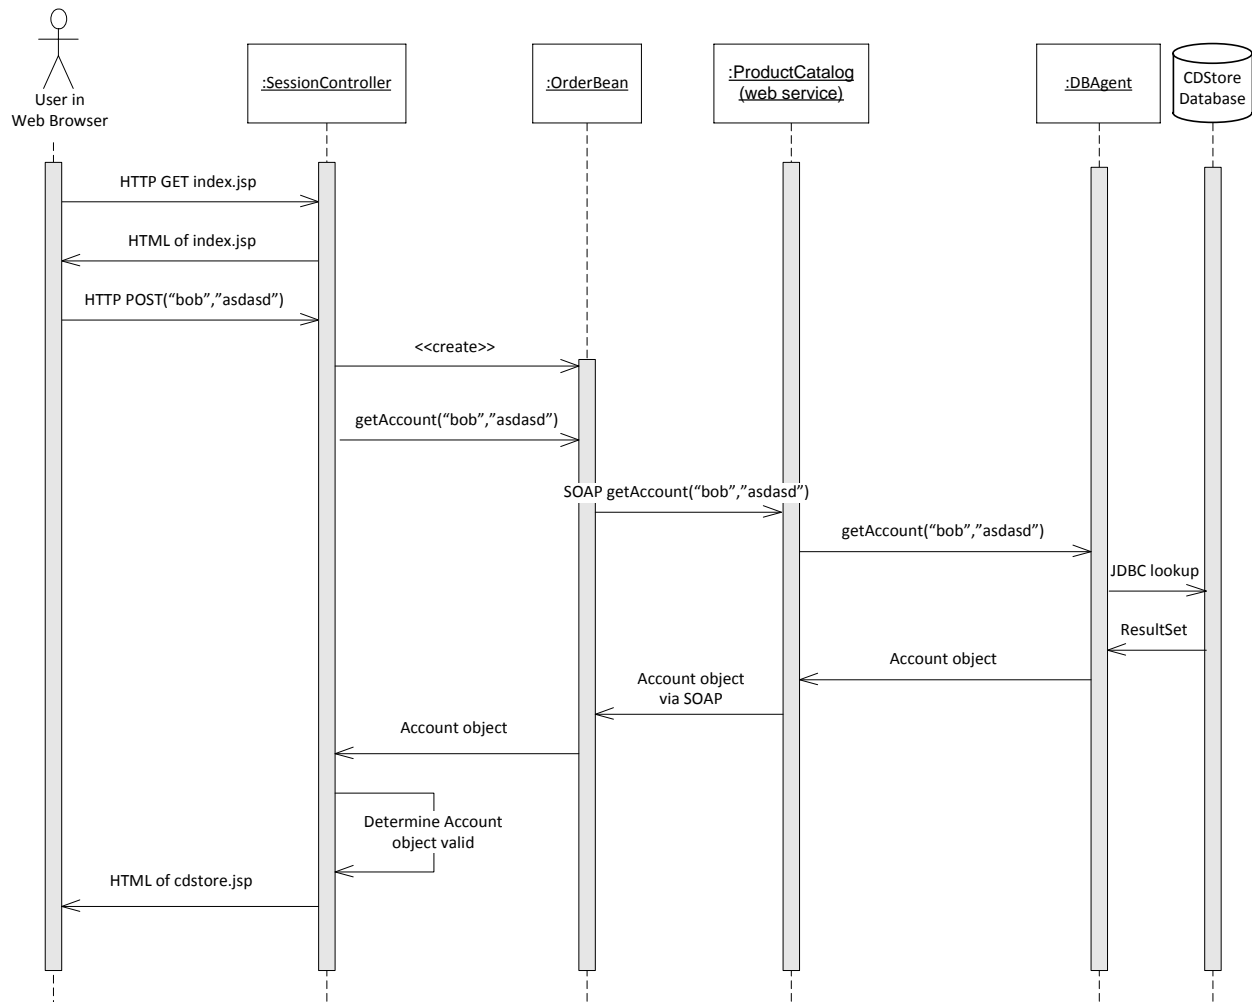 User in
Web Browser
:SessionController
:OrderBean
:ProductCatalog
(web service)
:DBAgent
CDStore
Database
HTTP GET index.jsp
HTML of index.jsp
HTTP POST(“bob”,”asdasd”)
<<create>>
getAccount(“bob”,”asdasd”)
SOAP getAccount(“bob”,”asdasd”)
getAccount(“bob”,”asdasd”)
JDBC lookup
ResultSet
Account object
Account object
via SOAP
Account object
Determine Account
object valid
HTML of cdstore.jsp